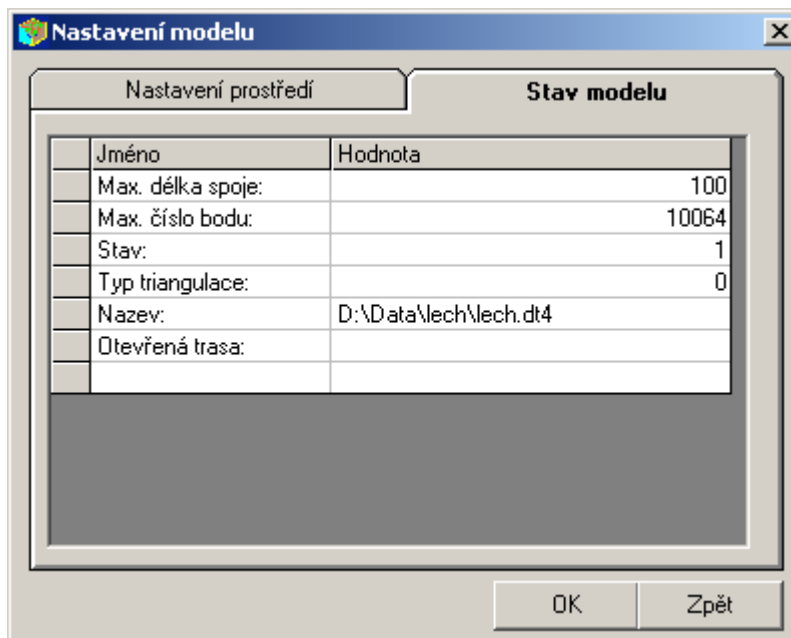 Nastavení modelu
Nastavení prostředí Stav modelu
Jméno Hodnota
Max. délka spoje: 100
Max. číslo bodu: 10064
Stav: 1
Typ triangulace: 0
Nazev: D:\Data\lech\lech.dt4
Otevřená trasa:
OK Zpět